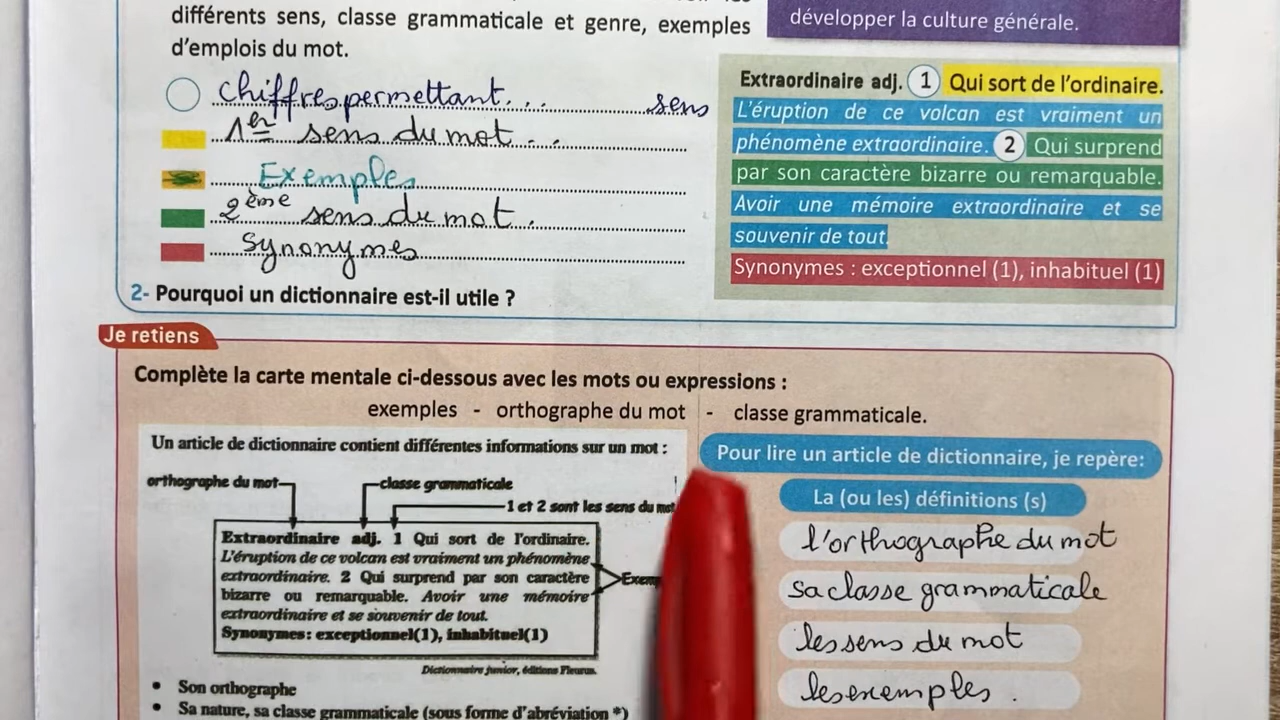 différents sens, classe grammaticale et genre, exemples
d'emplois du mot.
développer la culture générale.
chiffres permettant... sens
1er sens du mot...
Exemples
2ème sens du mot.
Synonymes
Extraordinaire adj. 1 Qui sort de l'ordinaire.
L'éruption de ce volcan est vraiment un
phénomène extraordinaire. 2 Qui surprend
par son caractère bizarre ou remarquable.
Avoir une mémoire extraordinaire et se
souvenir de tout.
Synonymes : exceptionnel (1), inhabituel (1)
2- Pourquoi un dictionnaire est-il utile ?
Je retiens
Complète la carte mentale ci-dessous avec les mots ou expressions :
exemples - orthographe du mot - classe grammaticale.
Un article de dictionnaire contient différentes informations sur un mot :
orthographe du mot
classe grammaticale
1 et 2 sont les sens du mot
Extraordinaire adj. 1 Qui sort de l'ordinaire.
L'éruption de ce volcan est vraiment un phénomène
extraordinaire. 2 Qui surprend par son caractère
bizarre ou remarquable. Avoir une mémoire
extraordinaire et se souvenir de tout.
Synonymes : exceptionnel(1), inhabituel(1)
Exemp
Dictionnaire junior, éditions Fleurus.
• Son orthographe
• Sa nature, sa classe grammaticale (sous forme d'abréviation *)
Pour lire un article de dictionnaire, je repère:
La (ou les) définitions (s)
l'orthographe du mot
sa classe grammaticale
les sens du mot
les exemples.